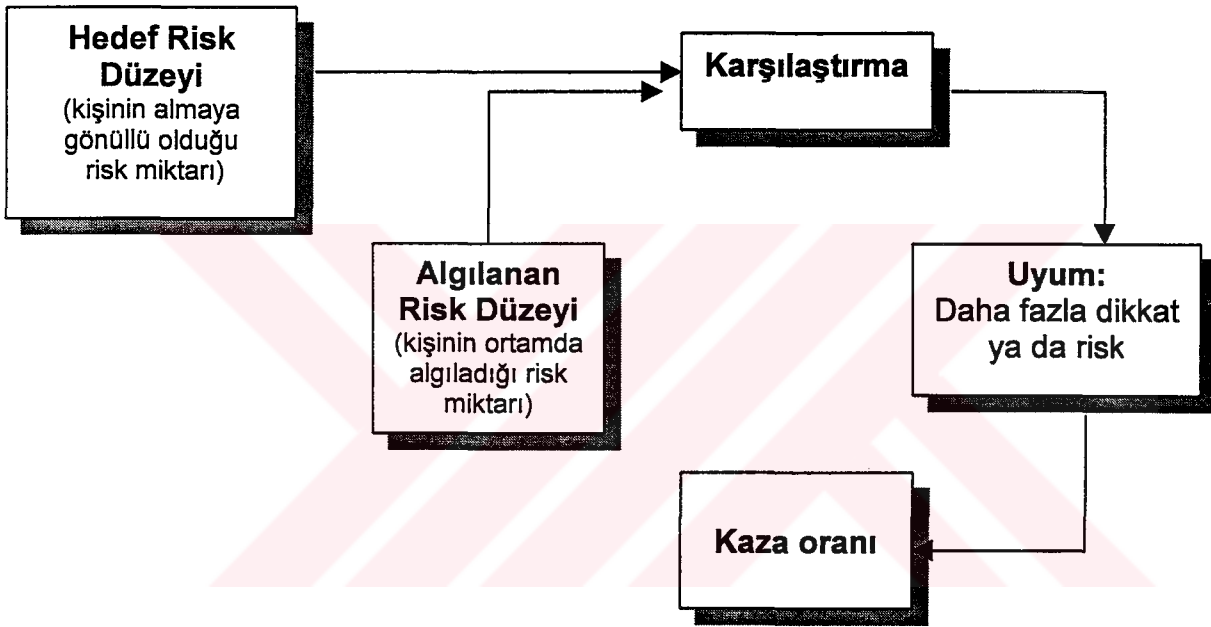 Hedef Risk
Düzeyi
(kişinin almaya
gönüllü olduğu
risk miktarı)
Karşılaştırma
Algılanan
Risk Düzeyi
(kişinin ortamda
algıladığı risk
miktarı)
Uyum:
Daha fazla dikkat
ya da risk
Kaza oranı